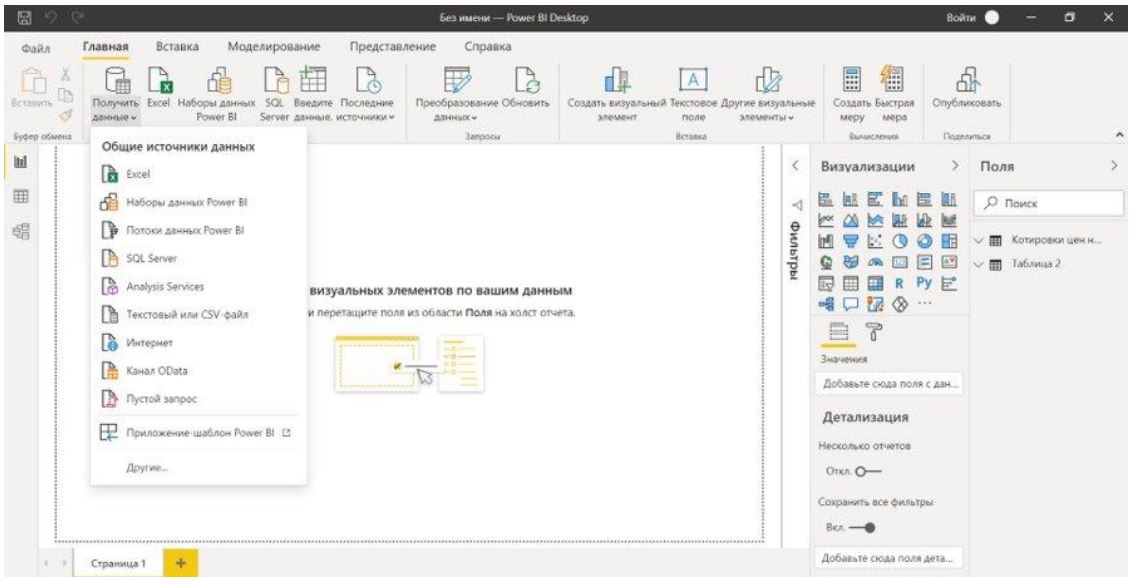 Без имени — Power BI Desktop
Войти
Файл Главная Вставка Моделирование Представление Справка
Вставить
Получить данные
Excel
Наборы данных Power BI
SQL Server
Введите данные.
Последние источники
Преобразование данных
Обновить
Создать визуальный элемент
Текстовое поле
Другие визуальные элементы
Создать меру
Быстрая мера
Опубликовать
Буфер обмена
Запросы
Вставка
Вычисления
Поделиться
Общие источники данных
Excel
Наборы данных Power BI
Потоки данных Power BI
SQL Server
Analysis Services
Текстовый или CSV-файл
Интернет
Канал OData
Пустой запрос
Приложение-шаблон Power BI
Другие...
визуальных элементов по вашим данным
и перетащите поля из области Поля на холст отчета.
Фильтры
Визуализации
R Py
Значения
Добавьте сюда поля с дан...
Детализация
Несколько отчетов
Откл.
Сохранить все фильтры
Вкл.
Добавьте сюда поля дета...
Поля
Поиск
Котировки цен н...
Таблица 2
Страница 1